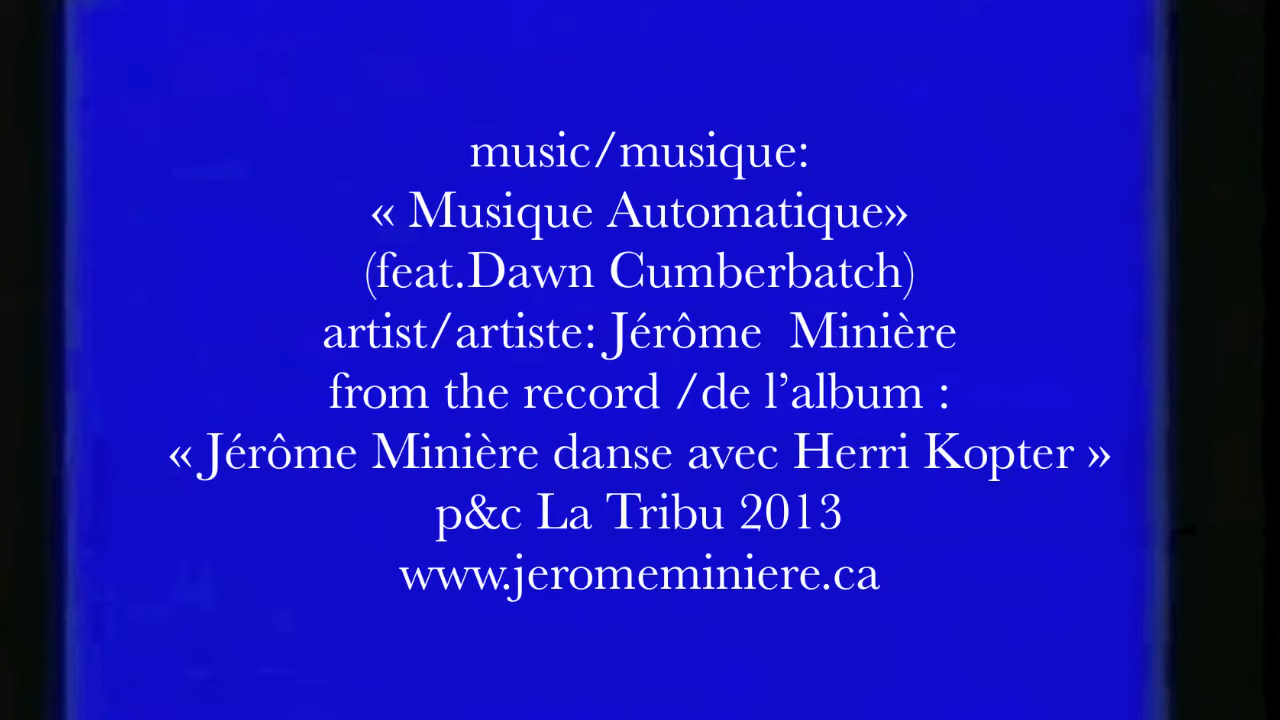 music/musique:
« Musique Automatique»
(feat.Dawn Cumberbatch)
artist/artiste: Jérôme  Minière
from the record /de l’album :
« Jérôme Minière danse avec Herri Kopter »
p&c La Tribu 2013
www.jeromeminiere.ca